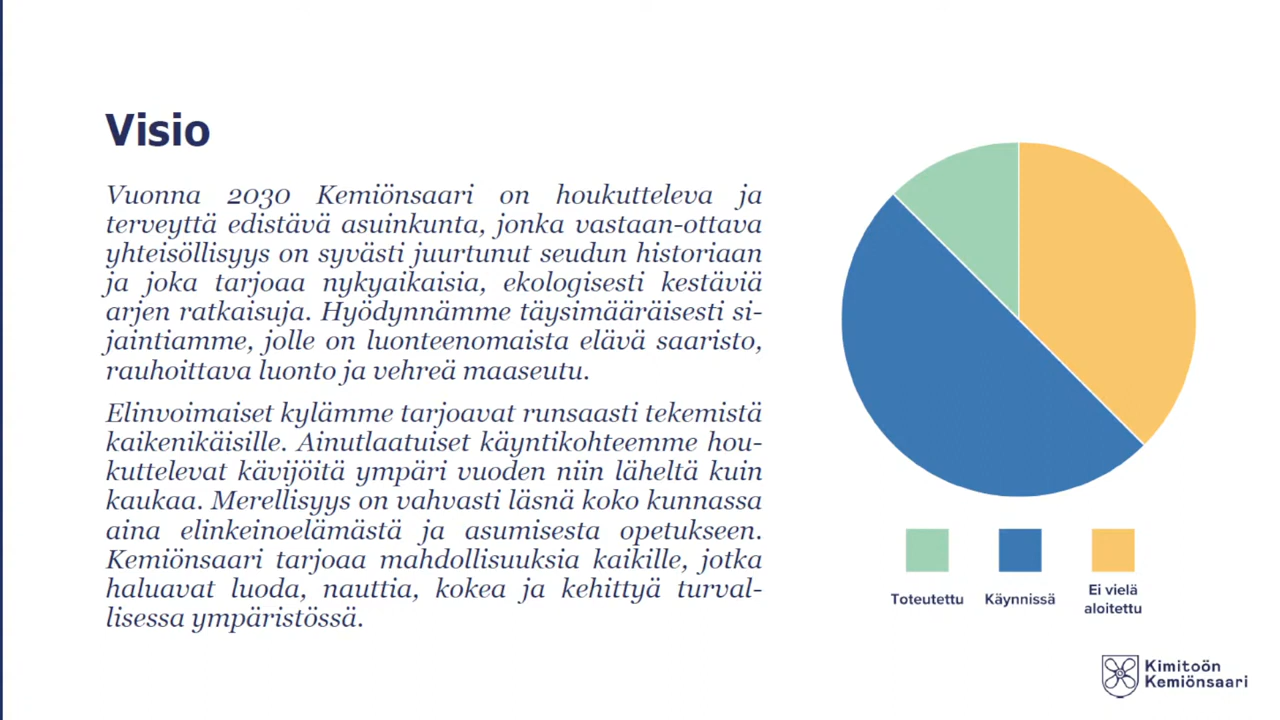 Visio
Vuonna 2030 Kemiönsaari on houkutteleva ja
terveyttä edistävä asuinkunta, jonka vastaan-ottava
yhteisöllisyys on syvästi juurtunut seudun historiaan
ja joka tarjoaa nykyaikaisia, ekologisesti kestäviä
arjen ratkaisuja. Hyödynnämme täysimääräisesti si-
jaintiamme, jolle on luonteenomaista elävä saaristo,
rauhoittava luonto ja vehreä maaseutu.
Elinvoimaiset kylämme tarjoavat runsaasti tekemistä
kaikenikäisille. Ainutlaatuiset käyntikohteemme hou-
kuttelevat kävijöitä ympäri vuoden niin läheltä kuin
kaukaa. Merellisyys on vahvasti läsnä koko kunnassa
aina elinkeinoelämästä ja asumisesta opetukseen.
Kemiönsaari tarjoaa mahdollisuuksia kaikille, jotka
haluavat luoda, nauttia, kokea ja kehittyä turval-
lisessa ympäristössä.
Toteutettu
Käynnissä
Ei vielä
aloitettu
Kimitoön
Kemiönsaari